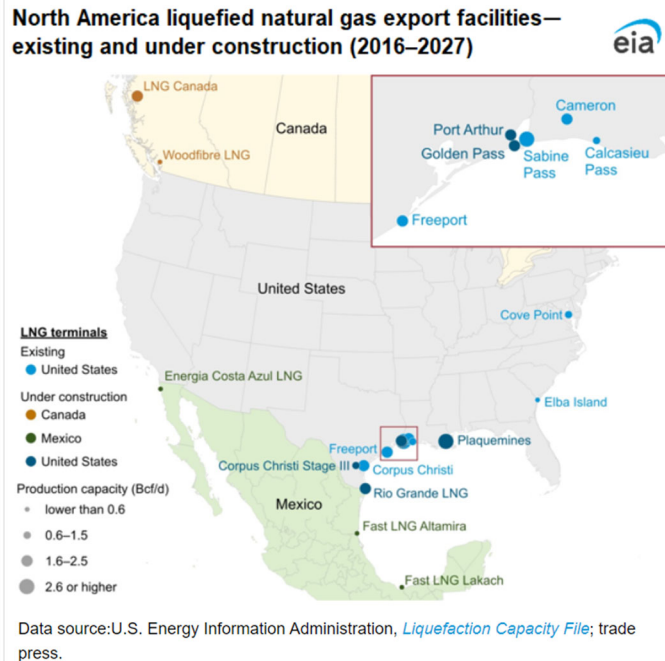 North America liquefied natural gas export facilities—
existing and under construction (2016–2027)
eia
LNG Canada
Canada
Woodfibre LNG
Cameron
Port Arthur
Golden Pass
Sabine
Pass
Calcasieu
Pass
Freeport
United States
Cove Point
LNG terminals
Existing
United States
Under construction
Canada
Mexico
United States
Production capacity (Bcf/d)
lower than 0.6
0.6–1.5
1.6–2.5
2.6 or higher
Energia Costa Azul LNG
Elba Island
Freeport
Plaquemines
Corpus Christi Stage III
Corpus Christi
Rio Grande LNG
Mexico
Fast LNG Altamira
Fast LNG Lakach
Data source:U.S. Energy Information Administration, Liquefaction Capacity File; trade
press.